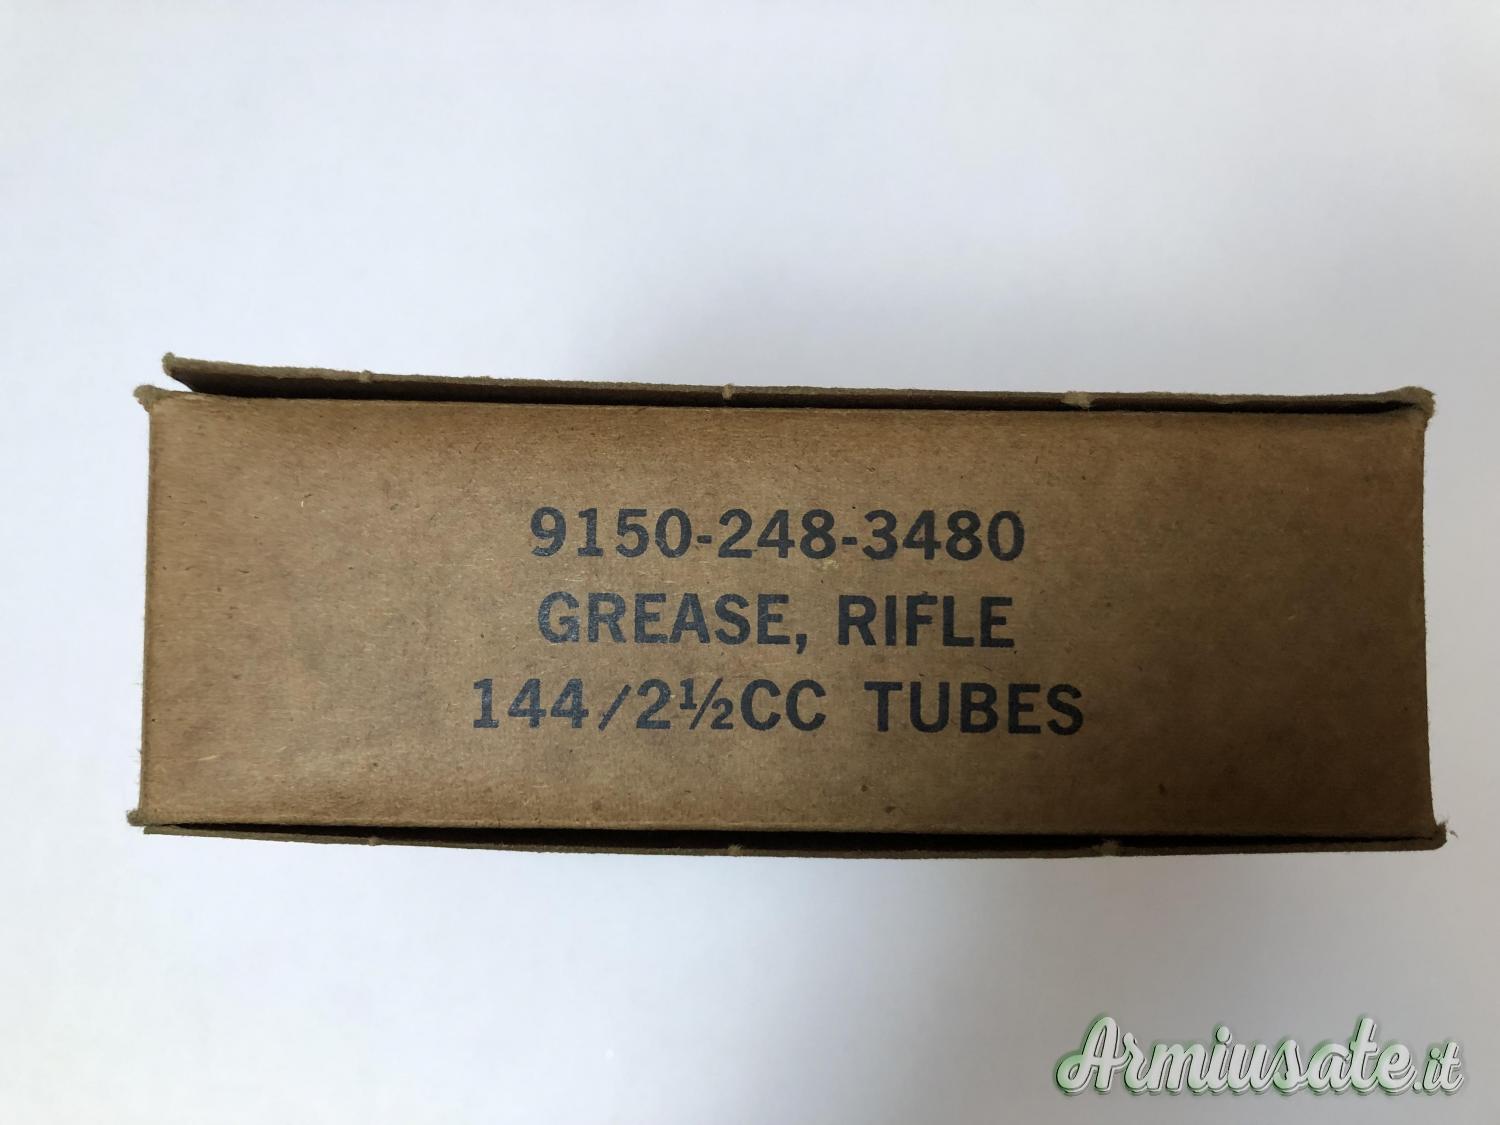 9150-248-3480
GREASE, RIFLE
144/2½CC TUBES
Armiusate.it